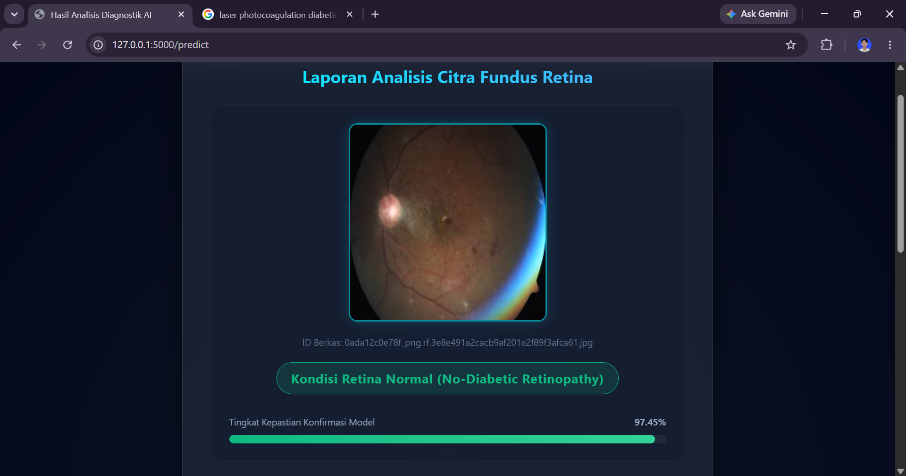 Hasil Analisis Diagnostik AI
laser photocoagulation diabeti
Ask Gemini
127.0.0.1:5000/predict
Laporan Analisis Citra Fundus Retina
ID Berkas: 0ada12c0e78f_png.rf.3e8e491a2cacb9af201e2f89f3afca61.jpg
Kondisi Retina Normal (No-Diabetic Retinopathy)
Tingkat Kepastian Konfirmasi Model 97.45%